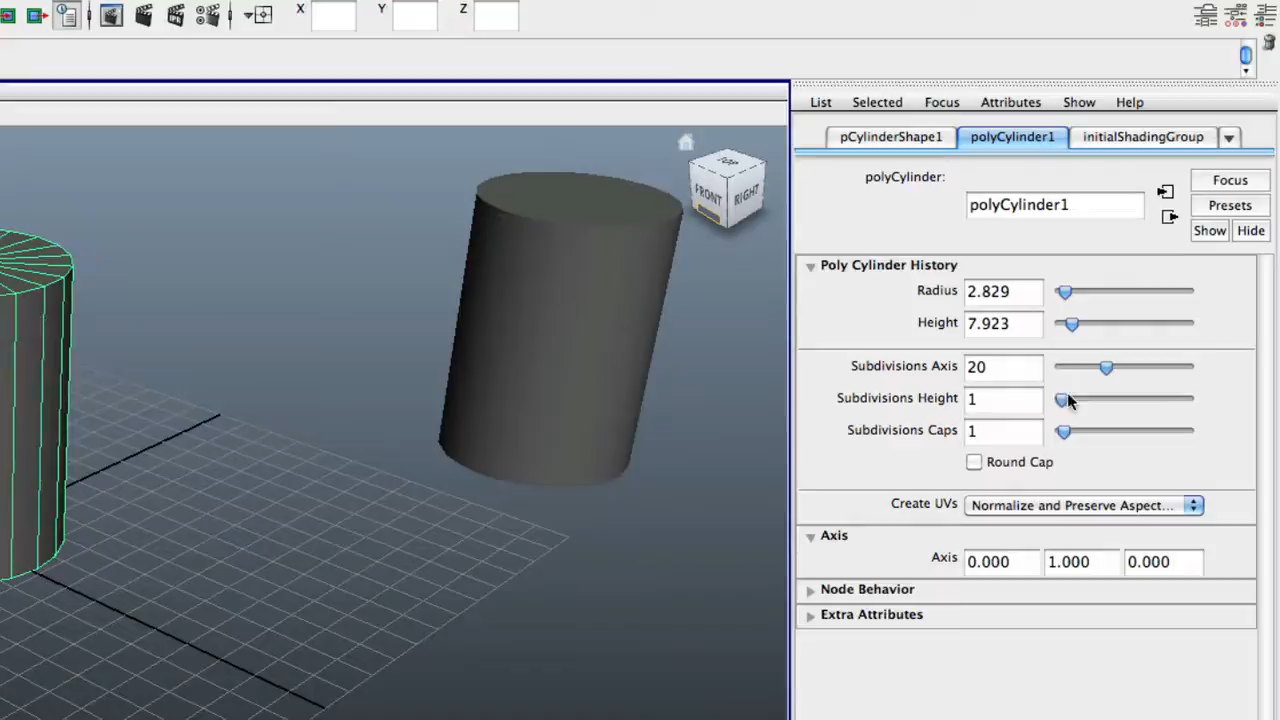 X Y Z
List Selected Focus Attributes Show Help
pCylinderShape1 polyCylinder1 initialShadingGroup
polyCylinder: Focus
polyCylinder1 Presets
Show Hide
TOP
FRONT RIGHT
Poly Cylinder History
Radius 2.829
Height 7.923
Subdivisions Axis 20
Subdivisions Height 1
Subdivisions Caps 1
Round Cap
Create UVs Normalize and Preserve Aspect...
Axis
Axis 0.000 1.000 0.000
Node Behavior
Extra Attributes